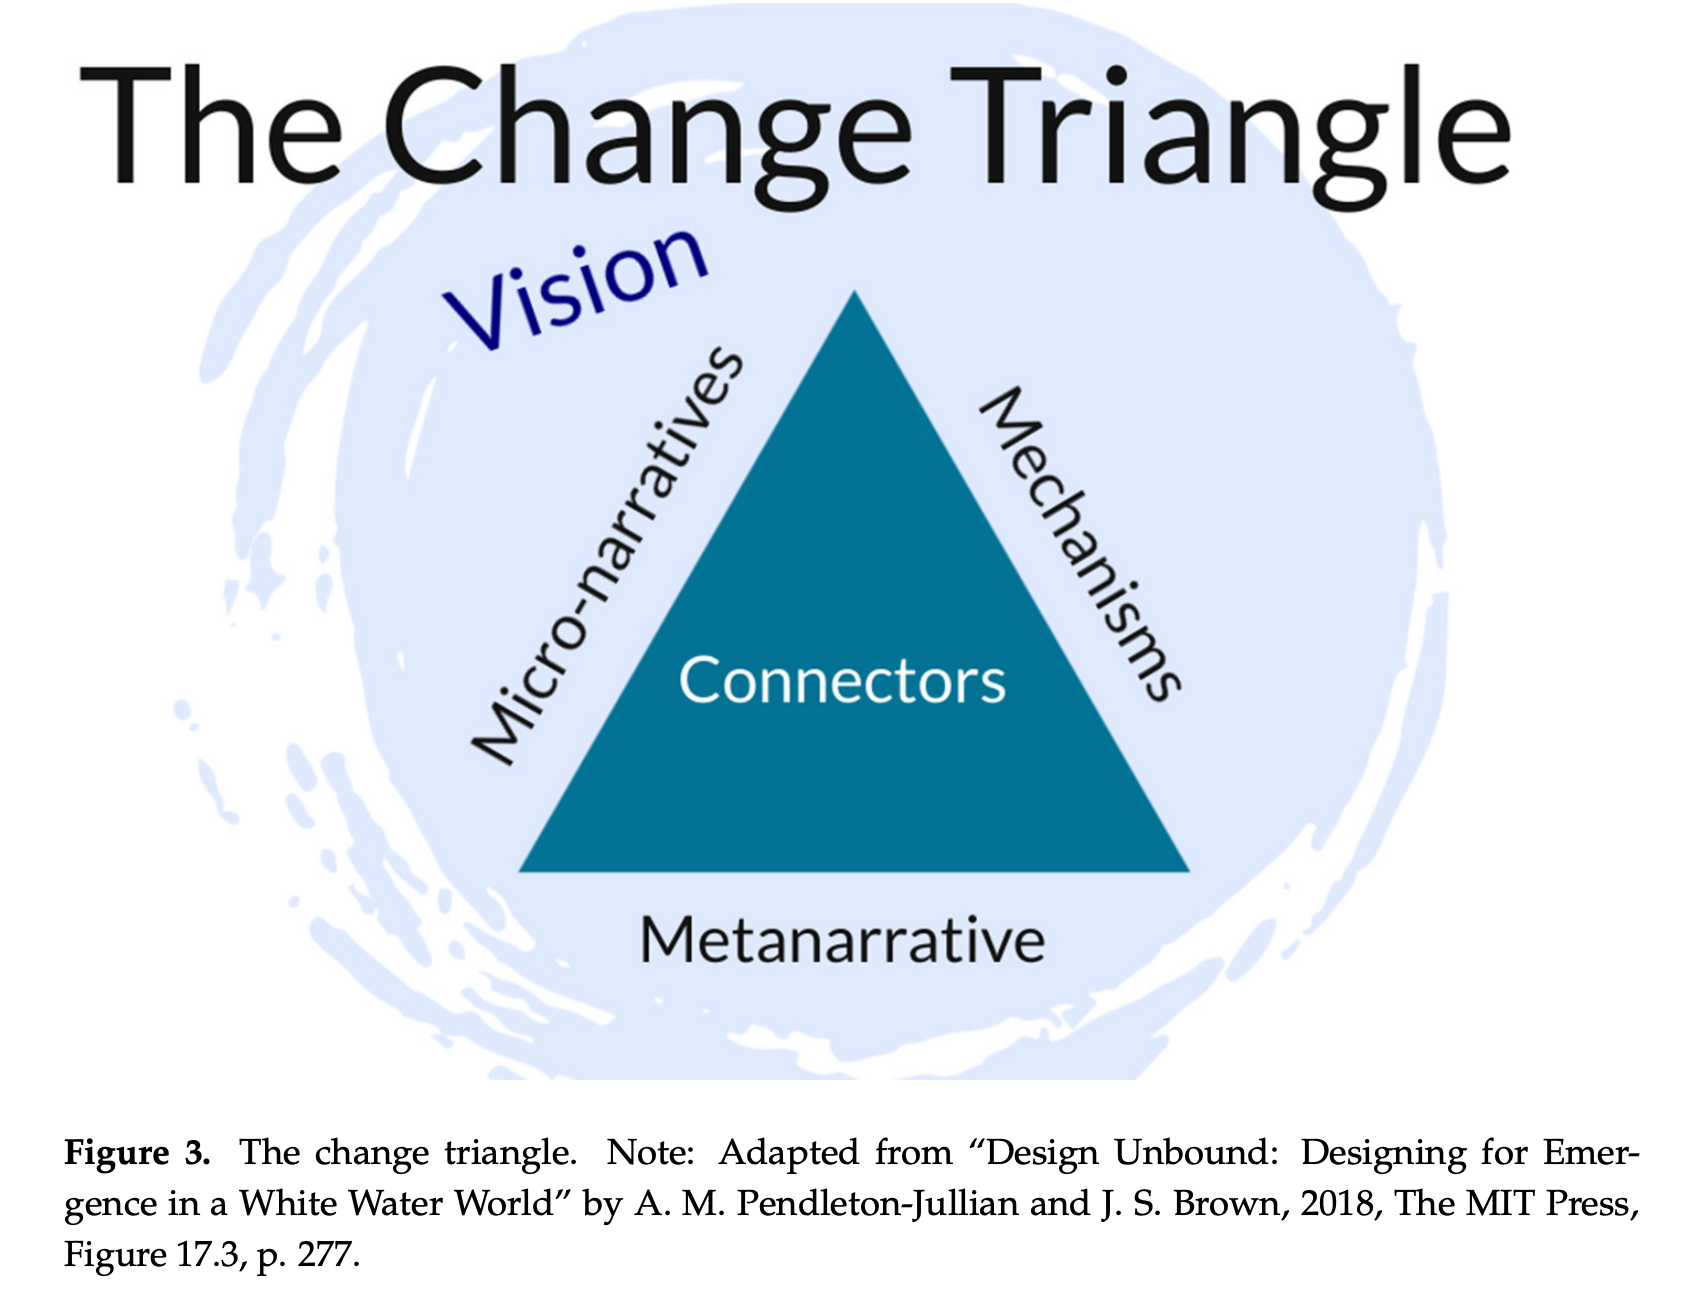 The Change Triangle
Vision
Micro-narratives
Mechanisms
Connectors
Metanarrative
Figure 3. The change triangle. Note: Adapted from “Design Unbound: Designing for Emer-
gence in a White Water World” by A. M. Pendleton-Jullian and J. S. Brown, 2018, The MIT Press,
Figure 17.3, p. 277.